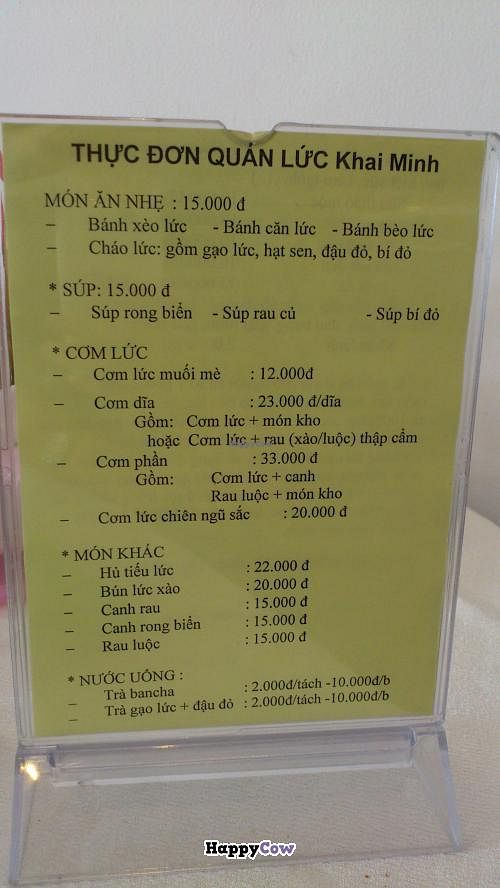 THỰC ĐƠN QUÁN LỨC Khai Minh
MÓN ĂN NHẸ : 15.000 đ
– Bánh xèo lức - Bánh căn lức - Bánh bèo lức
– Cháo lức: gồm gạo lức, hạt sen, đậu đỏ, bí đỏ
* SÚP: 15.000 đ
– Súp rong biển - Súp rau củ - Súp bí đỏ
* CƠM LỨC
– Cơm lức muối mè : 12.000đ
– Cơm dĩa : 23.000 đ/dĩa
Gồm: Cơm lức + món kho
hoặc Cơm lức + rau (xào/luộc) thập cẩm
– Cơm phần : 33.000 đ
Gồm: Cơm lức + canh
Rau luộc + món kho
– Cơm lức chiên ngũ sắc : 20.000 đ
* MÓN KHÁC
– Hủ tiếu lức : 22.000 đ
– Bún lức xào : 20.000 đ
– Canh rau : 15.000 đ
– Canh rong biển : 15.000 đ
– Rau luộc : 15.000 đ
* NƯỚC UỐNG :
– Trà bancha : 2.000đ/tách -10.000đ/b
– Trà gạo lức + đậu đỏ : 2.000đ/tách -10.000đ/b
HappyCow